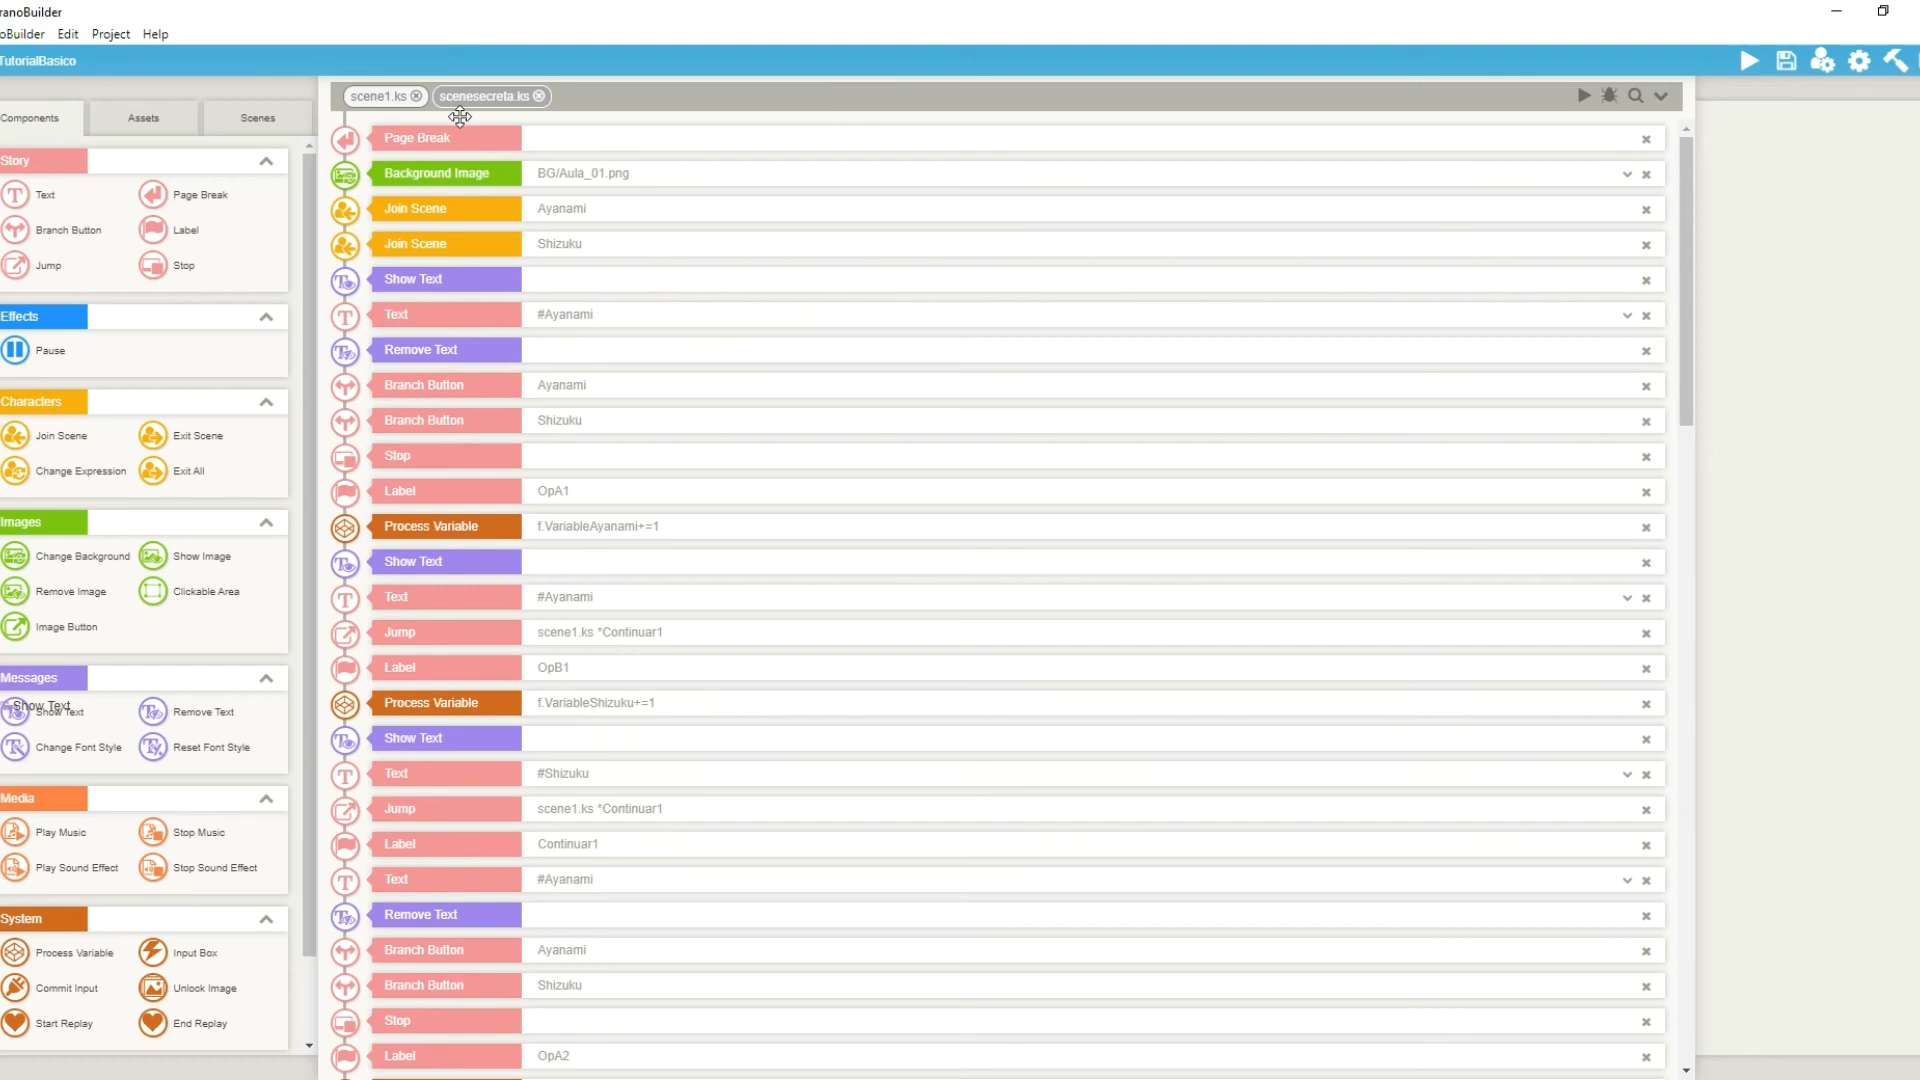 ranoBuilder
oBuilder Edit Project Help
TutorialBasico
Components Assets Scenes
Story
Text Page Break
Branch Button Label
Jump Stop
Effects
Pause
Characters
Join Scene Exit Scene
Change Expression Exit All
Images
Change Background Show Image
Remove Image Clickable Area
Image Button
Messages
Show Text
Show Text Remove Text
Change Font Style Reset Font Style
Media
Play Music Stop Music
Play Sound Effect Stop Sound Effect
System
Process Variable Input Box
Commit Input Unlock Image
Start Replay End Replay
scene1.ks scenesecreta.ks
Page Break
Background Image BG/Aula_01.png
Join Scene Ayanami
Join Scene Shizuku
Show Text
Text #Ayanami
Remove Text
Branch Button Ayanami
Branch Button Shizuku
Stop
Label OpA1
Process Variable f.VariableAyanami+=1
Show Text
Text #Ayanami
Jump scene1.ks *Continuar1
Label OpB1
Process Variable f.VariableShizuku+=1
Show Text
Text #Shizuku
Jump scene1.ks *Continuar1
Label Continuar1
Text #Ayanami
Remove Text
Branch Button Ayanami
Branch Button Shizuku
Stop
Label OpA2